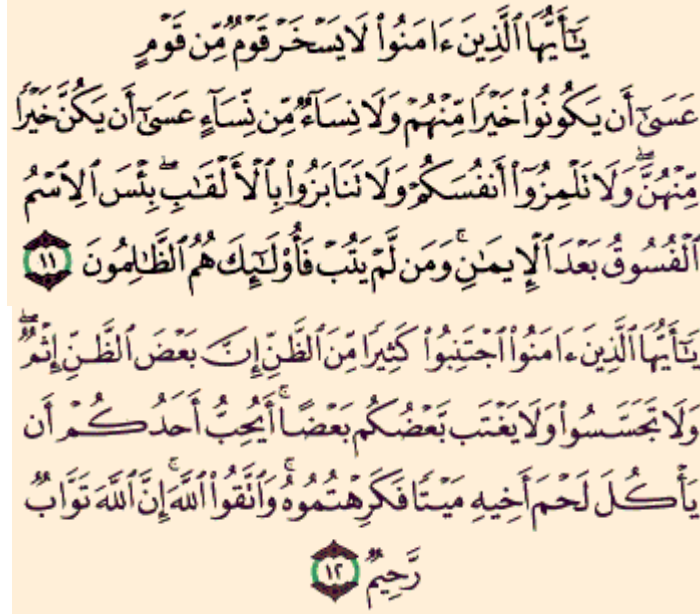 يَـٰٓأَيُّهَا ٱلَّذِينَ ءَامَنُوا۟ لَا يَسْخَرْ قَوْمٌ مِّن قَوْمٍ
عَسَىٰٓ أَن يَكُونُوا۟ خَيْرًا مِّنْهُمْ وَلَا نِسَآءٌ مِّن نِّسَآءٍ عَسَىٰٓ أَن يَكُنَّ خَيْرًا
مِّنْهُنَّ ۖ وَلَا تَلْمِزُوٓا۟ أَنفُسَكُمْ وَلَا تَنَابَزُوا۟ بِٱلْأَلْقَـٰبِ ۖ بِئْسَ ٱلِٱسْمُ
ٱلْفُسُوقُ بَعْدَ ٱلْإِيمَـٰنِ ۚ وَمَن لَّمْ يَتُبْ فَأُو۟لَـٰٓئِكَ هُمُ ٱلظَّـٰلِمُونَ ١١
يَـٰٓأَيُّهَا ٱلَّذِينَ ءَامَنُوا۟ ٱجْتَنِبُوا۟ كَثِيرًا مِّنَ ٱلظَّنِّ إِنَّ بَعْضَ ٱلظَّنِّ إِثْمٌ ۖ
وَلَا تَجَسَّسُوا۟ وَلَا يَغْتَب بَّعْضُكُم بَعْضًا ۚ أَيُحِبُّ أَحَدُكُمْ أَن
يَأْكُلَ لَحْمَ أَخِيهِ مَيْتًا فَكَرِهْتُمُوهُ ۚ وَٱتَّقُوا۟ ٱللَّهَ ۚ إِنَّ ٱللَّهَ تَوَّابٌ
رَّحِيمٌ ١٢